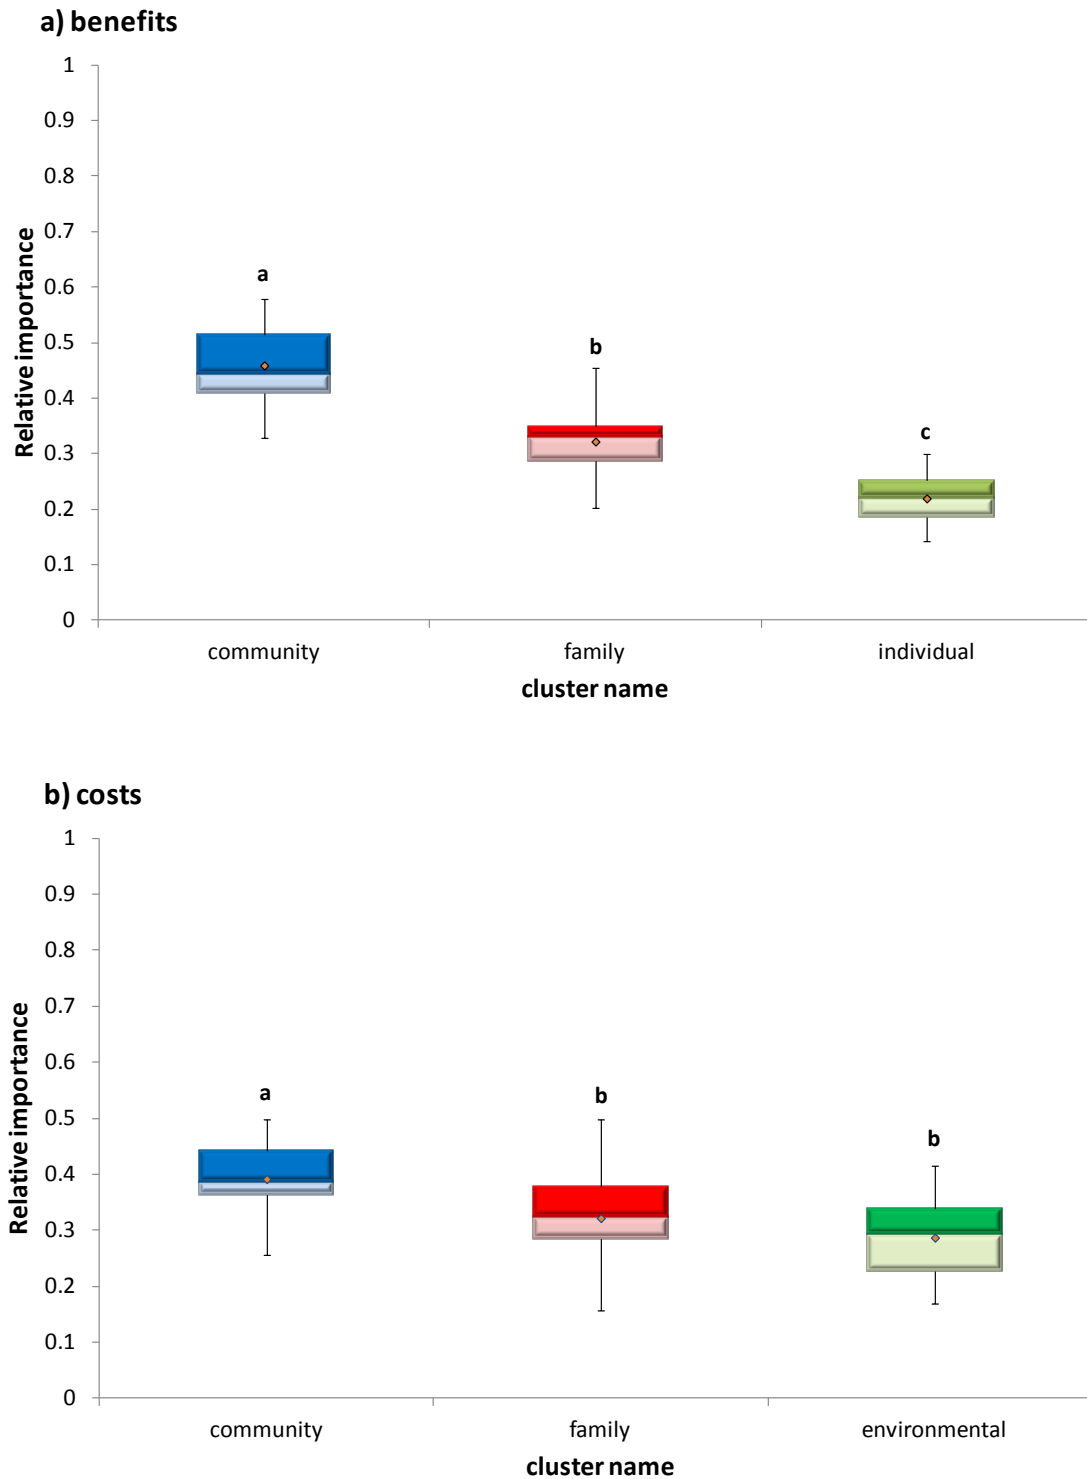 a) benefits
1
0.9
0.8
0.7
0.6
0.5
0.4
0.3
0.2
0.1
0
Relative importance
a
b
c
community family individual
cluster name
b) costs
1
0.9
0.8
0.7
0.6
0.5
0.4
0.3
0.2
0.1
0
Relative importance
a
b
b
community family environmental
cluster name